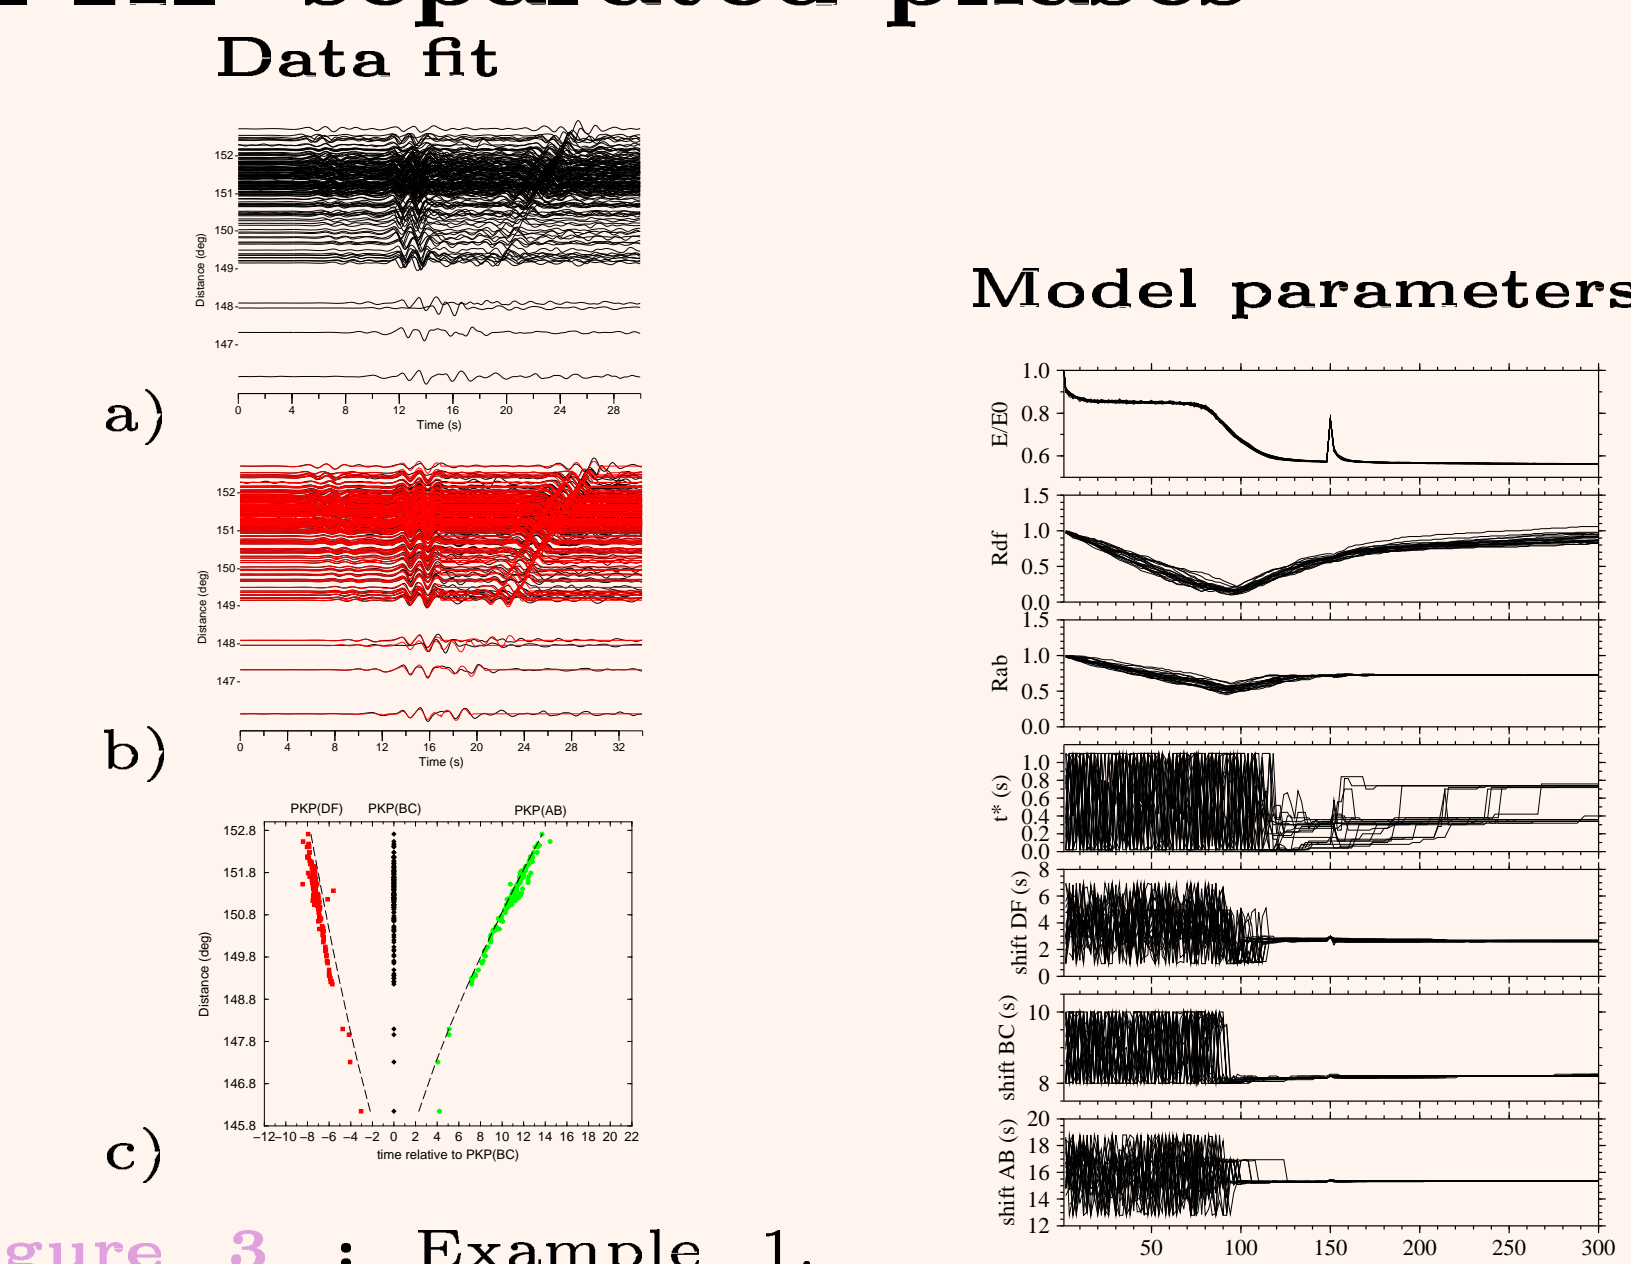 separated phases
Data fit
152
151
150
149
148
147
Distance (deg)
0 4 8 12 16 20 24 28
Time (s)
a)
152
151
150
149
148
147
Distance (deg)
0 4 8 12 16 20 24 28 32
Time (s)
b)
PKP(DF) PKP(BC) PKP(AB)
152.8
151.8
150.8
149.8
148.8
147.8
146.8
145.8
Distance (deg)
−12 −10 −8 −6 −4 −2 0 2 4 6 8 10 12 14 16 18 20 22
time relative to PKP(BC)
c)
gure 3 : Example 1.
Model parameters
1.0
0.8
0.6
E/E0
1.5
1.0
0.5
0.0
Rdf
1.5
1.0
0.5
0.0
Rab
1.0
0.8
0.6
0.4
0.2
0.0
t* (s)
8
6
4
2
0
shift DF (s)
10
8
shift BC (s)
20
18
16
14
12
shift AB (s)
50 100 150 200 250 300